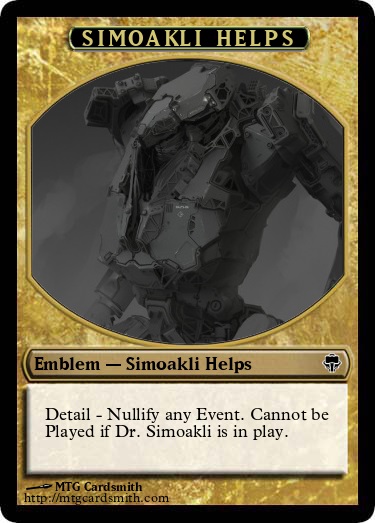 SIMOAKLI HELPS
Emblem — Simoakli Helps
Detail - Nullify any Event. Cannot be
Played if Dr. Simoakli is in play.
MTG Cardsmith
http://mtgcardsmith.com